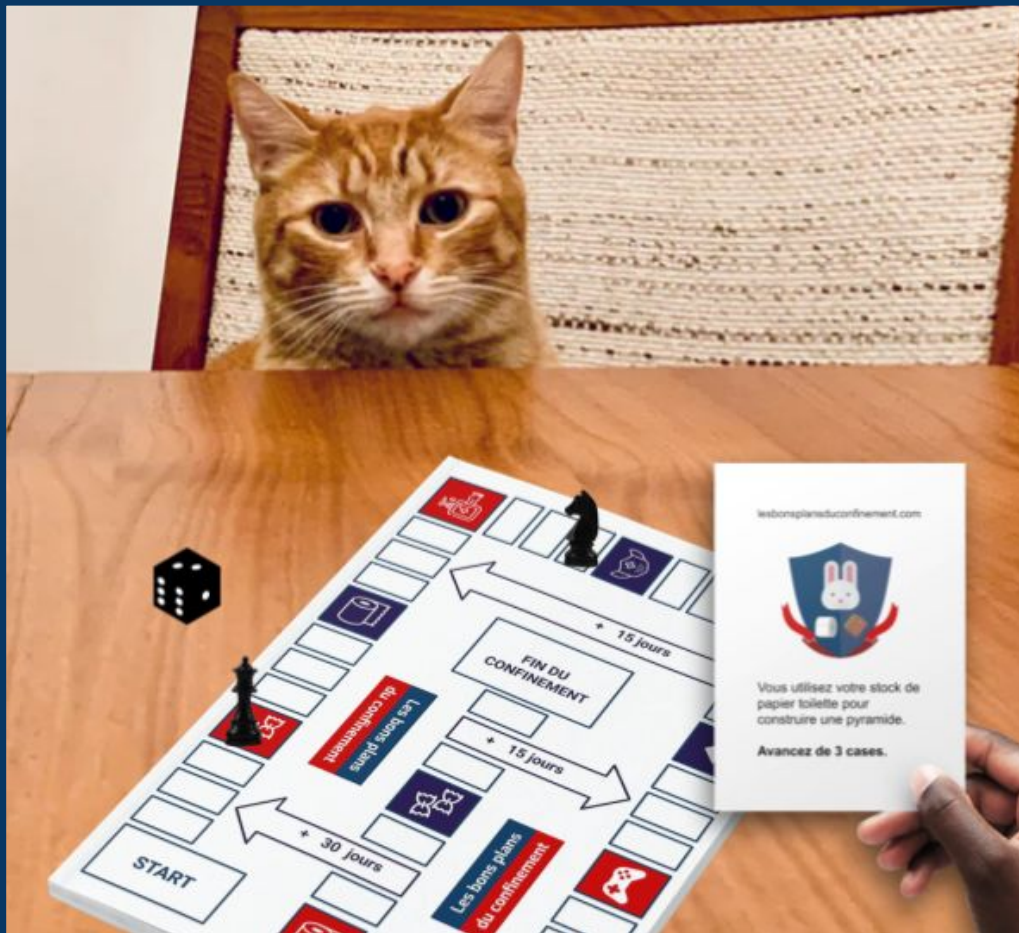 lesbonsplansduconfinement.com
Vous utilisez votre stock de
papier toilette pour
construire une pyramide.
Avancez de 3 cases.
+ 15 jours
FIN DU
CONFINEMENT
Les bons plans
du confinement
+ 15 jours
+ 30 jours
START
Les bons plans
du confinement